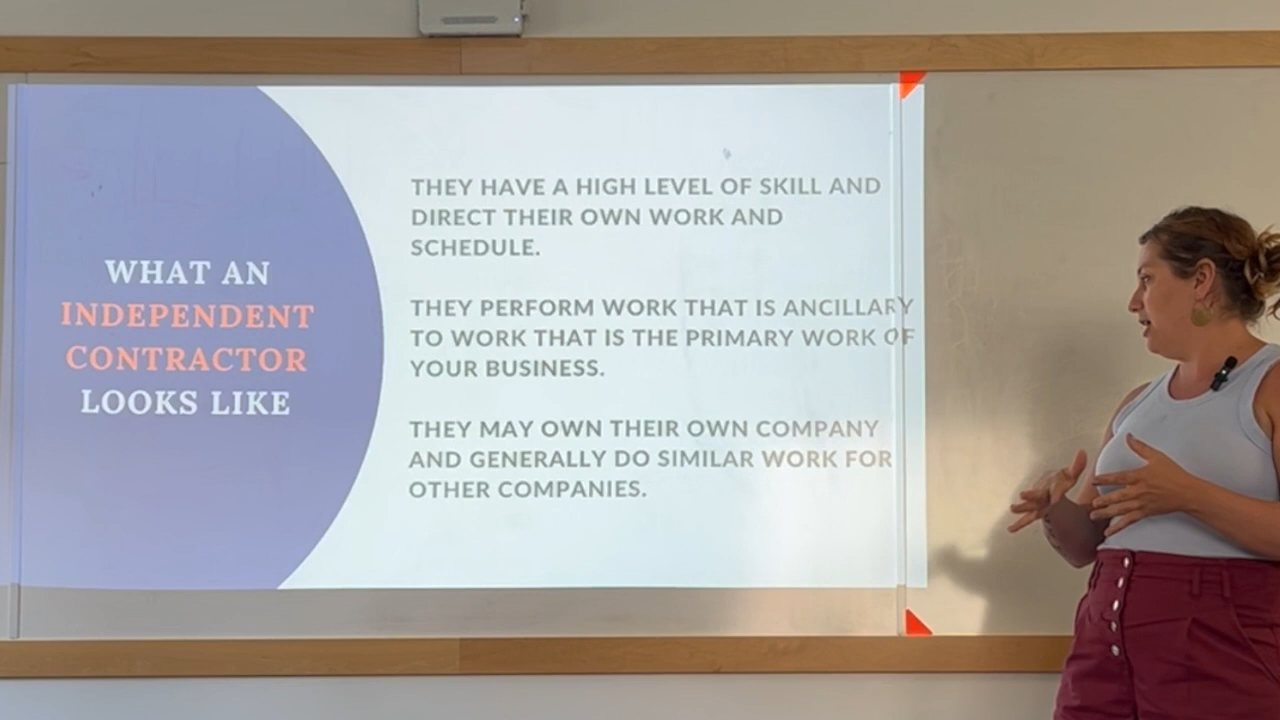 WHAT AN
INDEPENDENT
CONTRACTOR
LOOKS LIKE
THEY HAVE A HIGH LEVEL OF SKILL AND
DIRECT THEIR OWN WORK AND
SCHEDULE.
THEY PERFORM WORK THAT IS ANCILLARY
TO WORK THAT IS THE PRIMARY WORK OF
YOUR BUSINESS.
THEY MAY OWN THEIR OWN COMPANY
AND GENERALLY DO SIMILAR WORK FOR
OTHER COMPANIES.